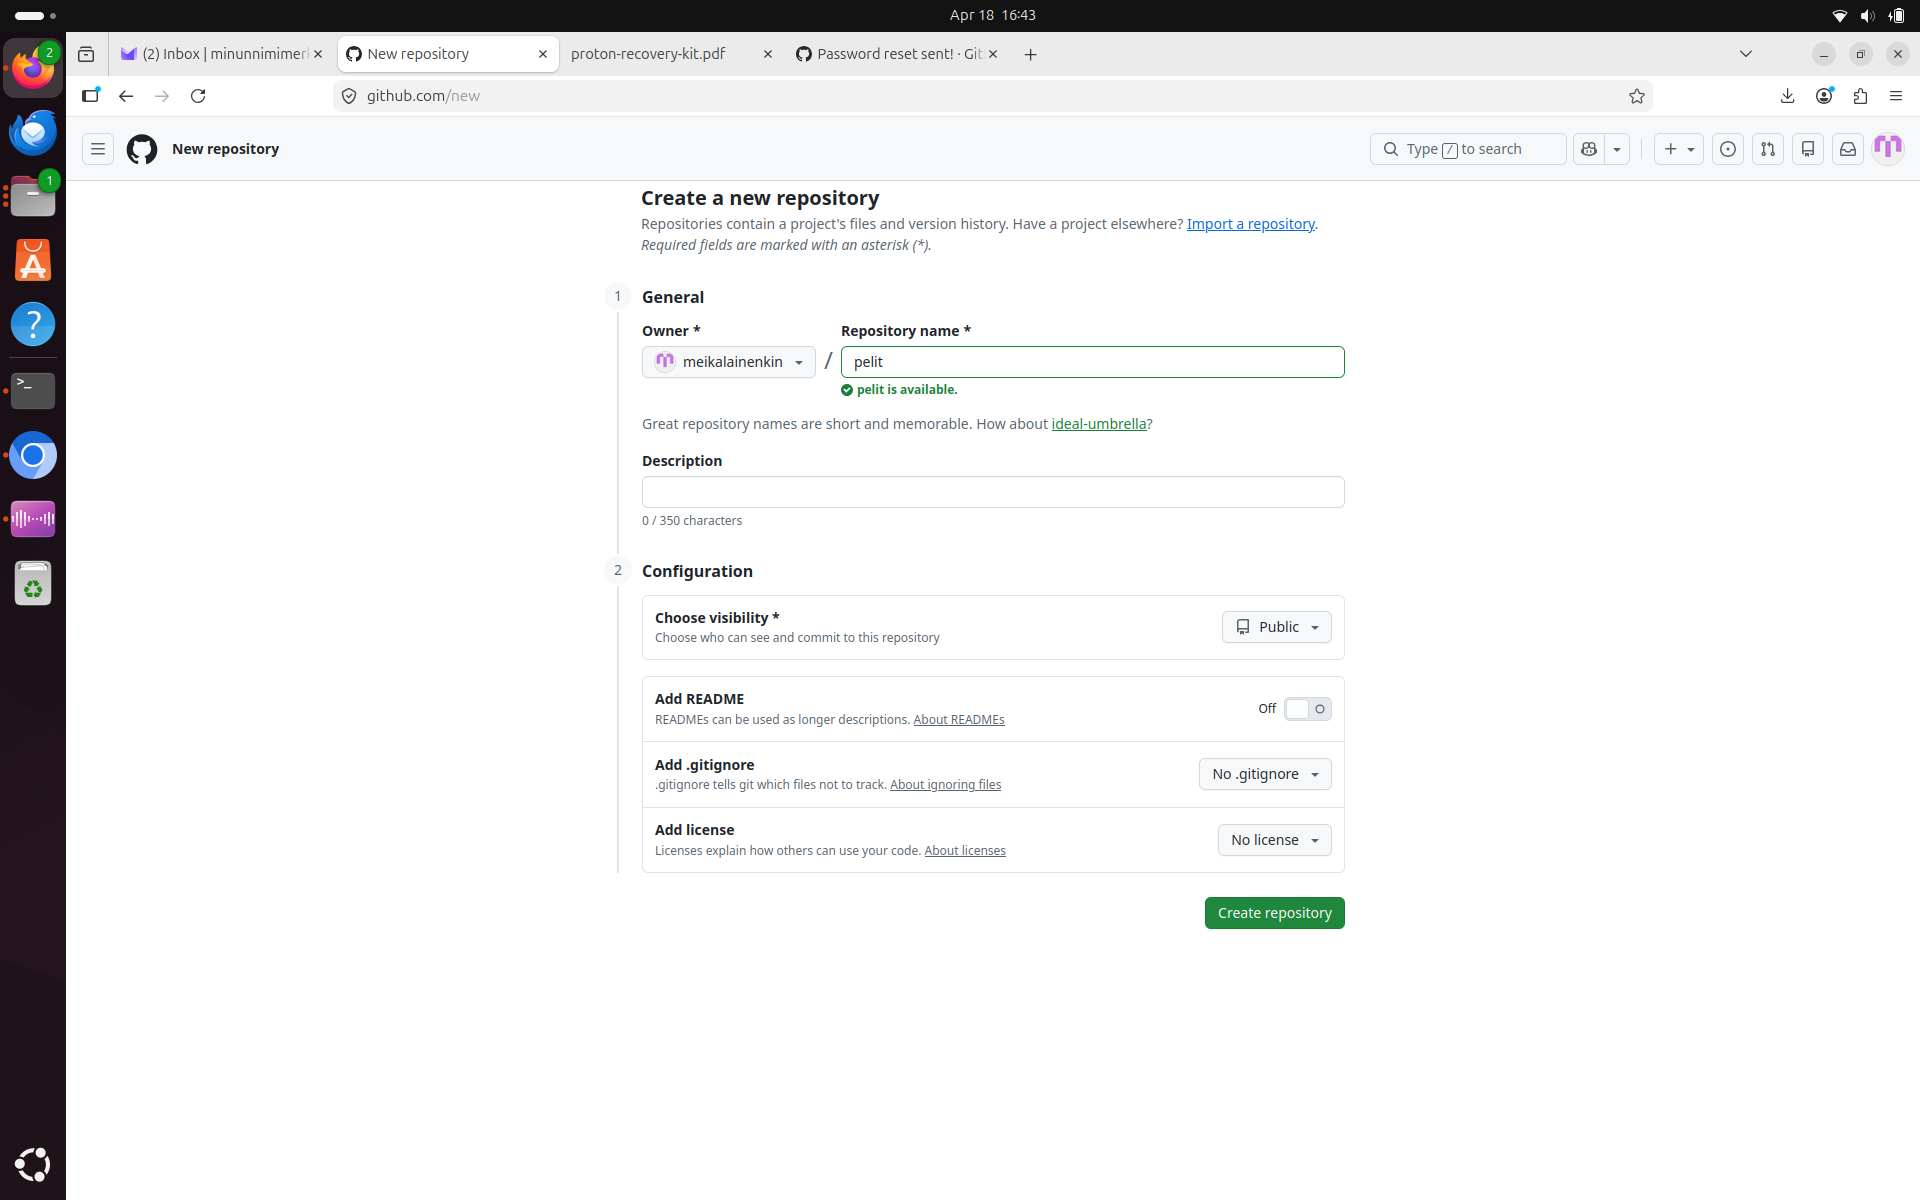 Apr 18 16:43
2
(2) Inbox | minunnimimer
New repository
proton-recovery-kit.pdf
Password reset sent! · Git
github.com/new
1
New repository
Type / to search
Create a new repository
Repositories contain a project's files and version history. Have a project elsewhere? Import a repository.
Required fields are marked with an asterisk (*).
1
General
Owner *
Repository name *
meikalainenkin
/
pelit
pelit is available.
Great repository names are short and memorable. How about ideal-umbrella?
Description
0 / 350 characters
2
Configuration
Choose visibility *
Choose who can see and commit to this repository
Public
Add README
READMEs can be used as longer descriptions. About READMEs
Off
Add .gitignore
.gitignore tells git which files not to track. About ignoring files
No .gitignore
Add license
Licenses explain how others can use your code. About licenses
No license
Create repository